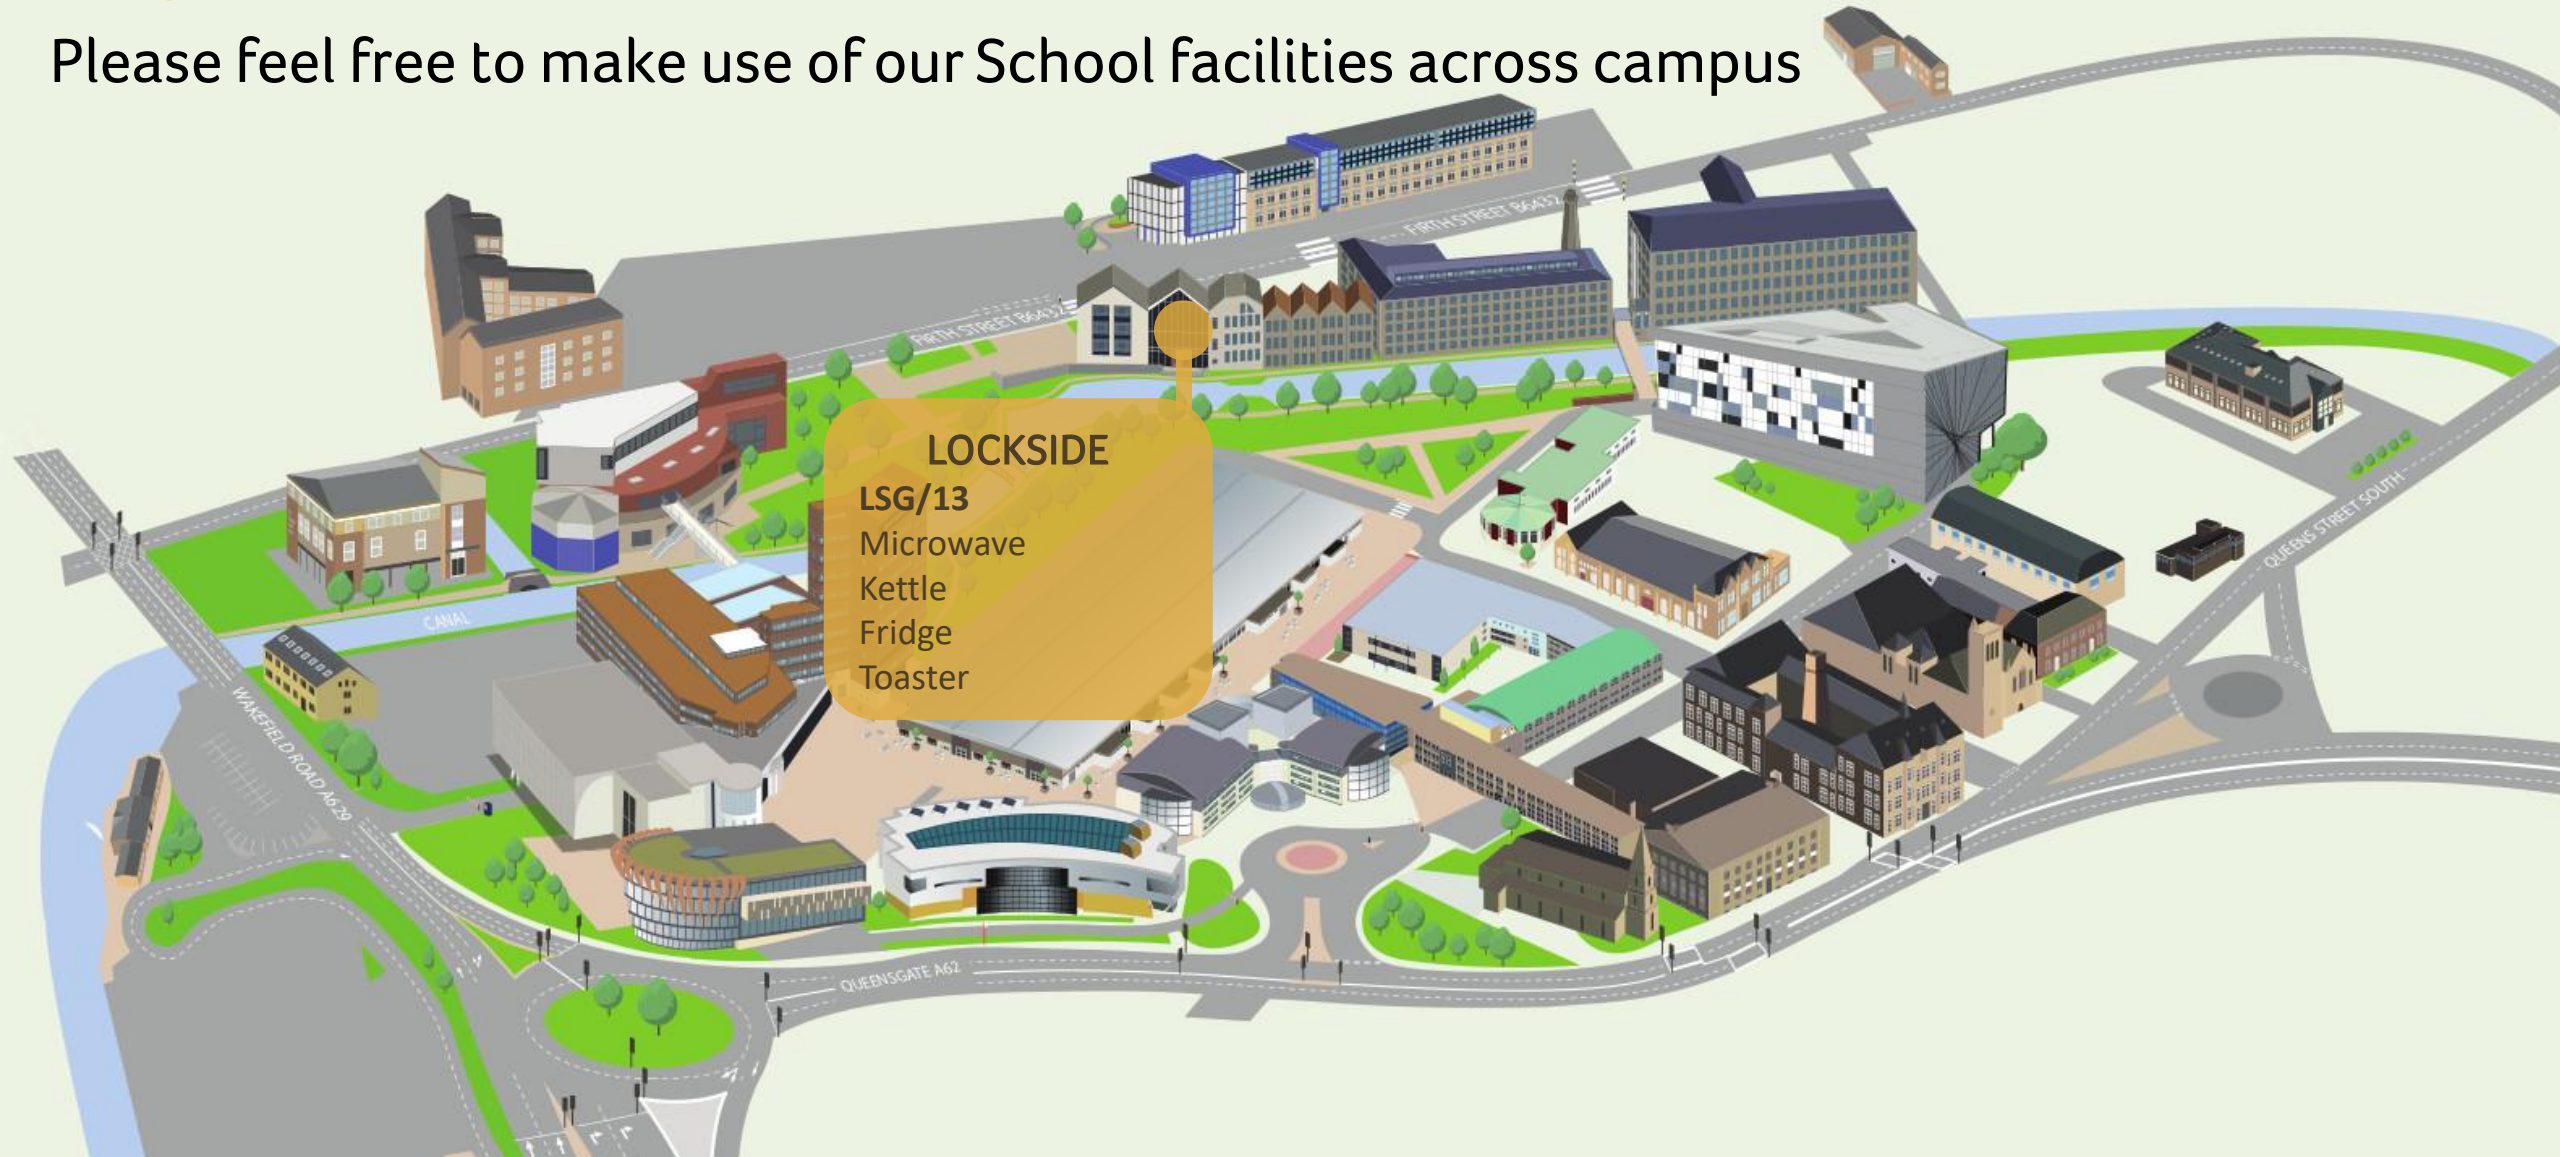 Please feel free to make use of our School facilities across campus
FIRTH STREET B6432
FIRTH STREET B6432
LOCKSIDE
LSG/13
Microwave
Kettle
Fridge
Toaster
CANAL
QUEENS STREET SOUTH
WAKEFIELD ROAD A629
QUEENSGATE A62